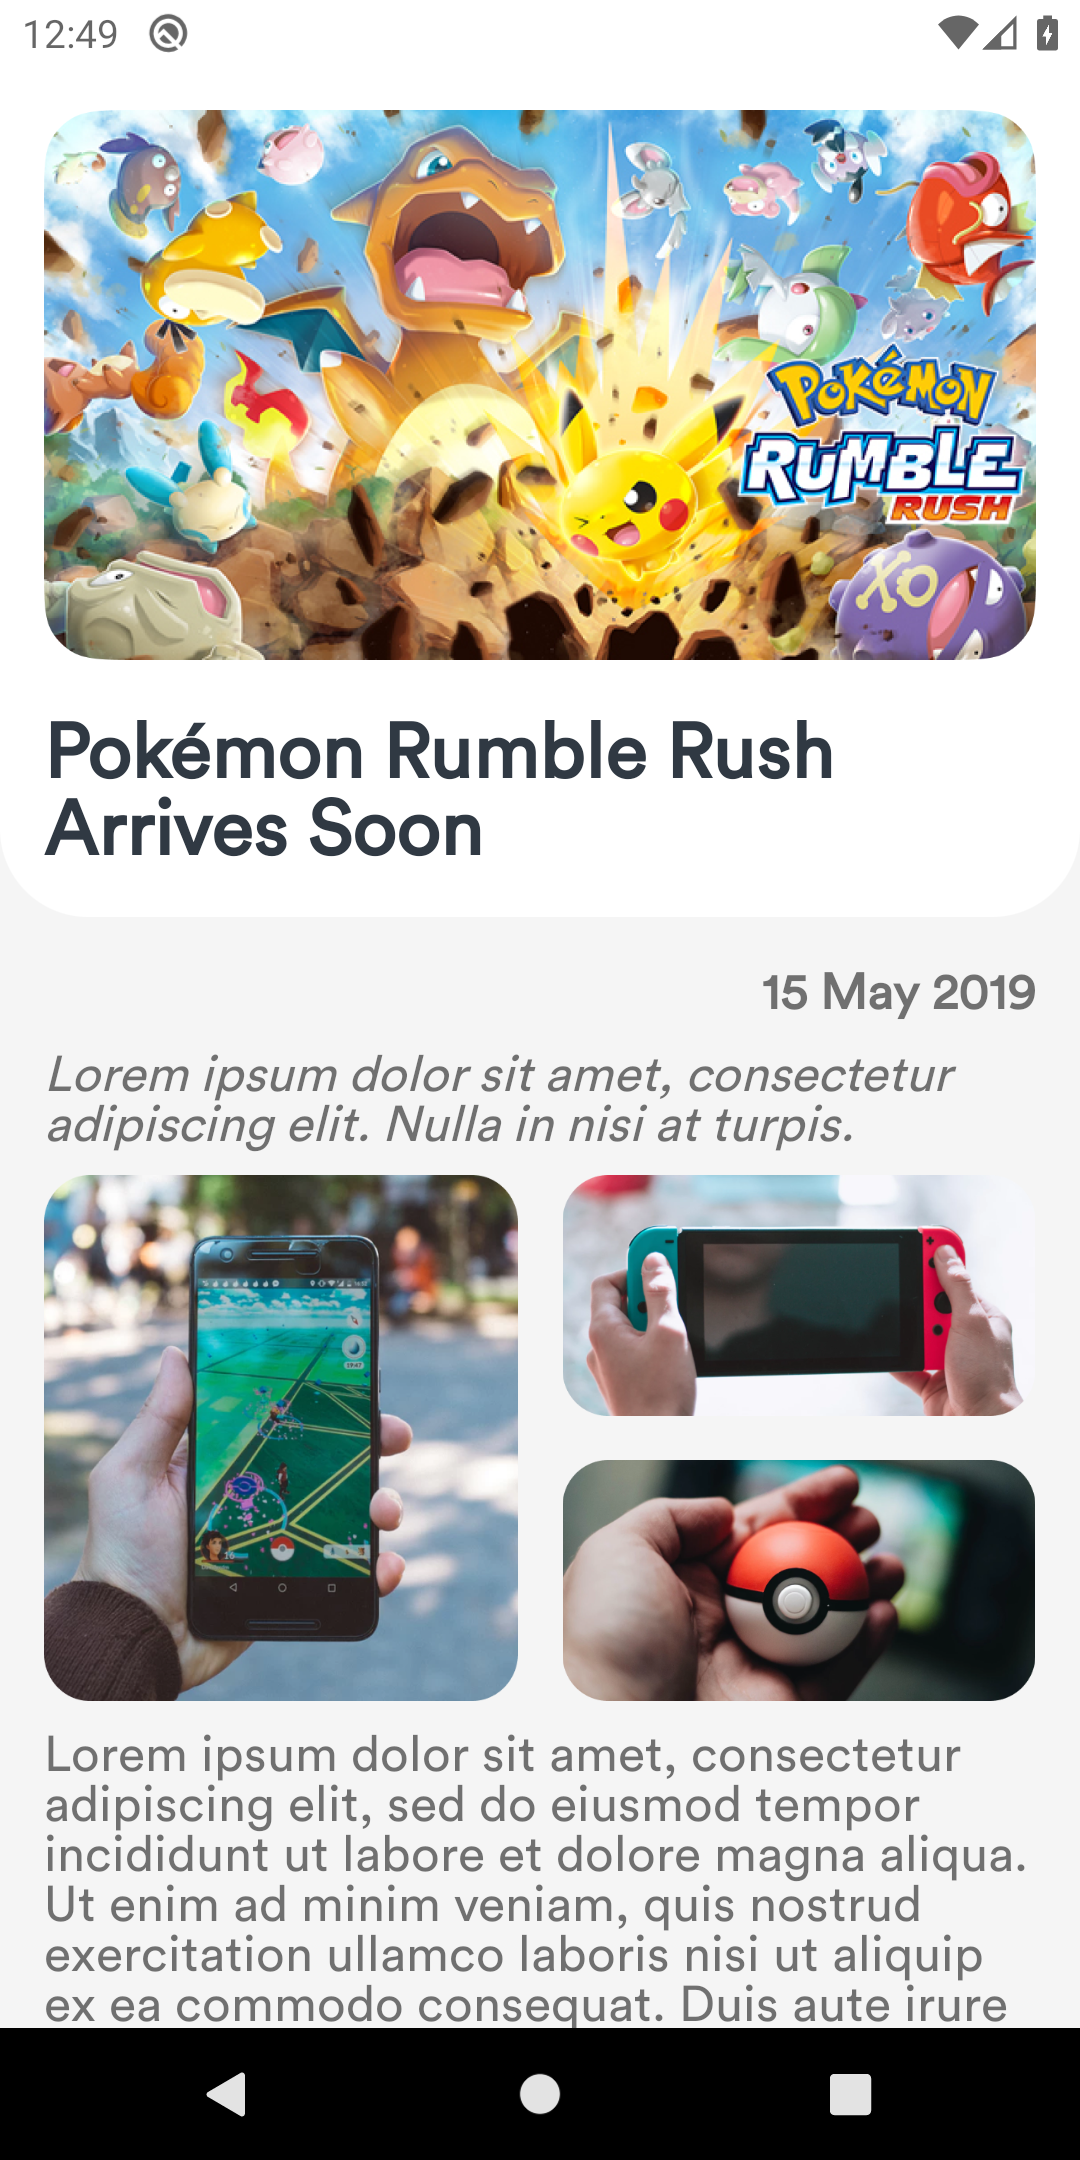 12:49
POKéMON
RUMBLE
RUSH
XO
Pokémon Rumble Rush
Arrives Soon
15 May 2019
Lorem ipsum dolor sit amet, consectetur
adipiscing elit. Nulla in nisi at turpis.
Lorem ipsum dolor sit amet, consectetur
adipiscing elit, sed do eiusmod tempor
incididunt ut labore et dolore magna aliqua.
Ut enim ad minim veniam, quis nostrud
exercitation ullamco laboris nisi ut aliquip
ex ea commodo consequat. Duis aute irure